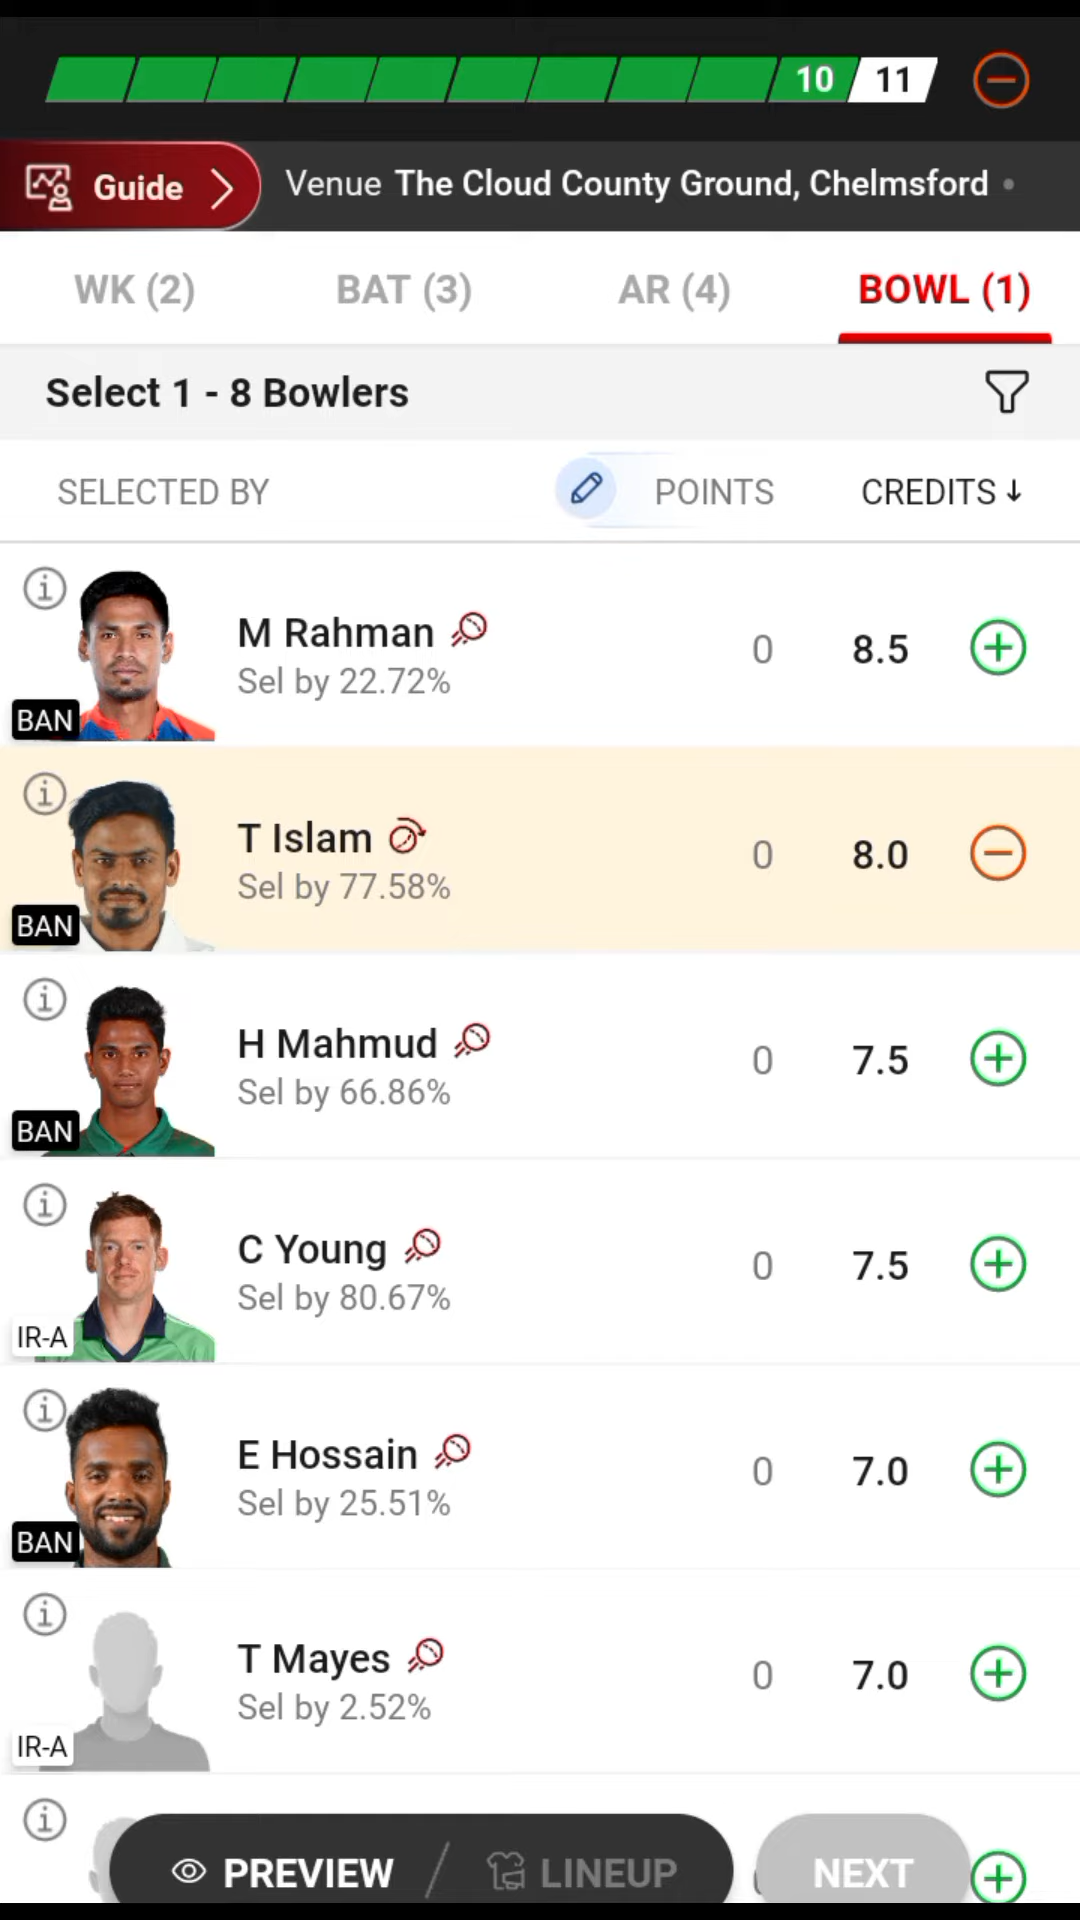 10 11
Guide
Venue The Cloud County Ground, Chelmsford
WK (2) BAT (3) AR (4) BOWL (1)
Select 1 - 8 Bowlers
SELECTED BY POINTS CREDITS
M Rahman 0 8.5
Sel by 22.72%
BAN
T Islam 0 8.0
Sel by 77.58%
BAN
H Mahmud 0 7.5
Sel by 66.86%
BAN
C Young 0 7.5
Sel by 80.67%
IR-A
E Hossain 0 7.0
Sel by 25.51%
BAN
T Mayes 0 7.0
Sel by 2.52%
IR-A
PREVIEW / LINEUP NEXT